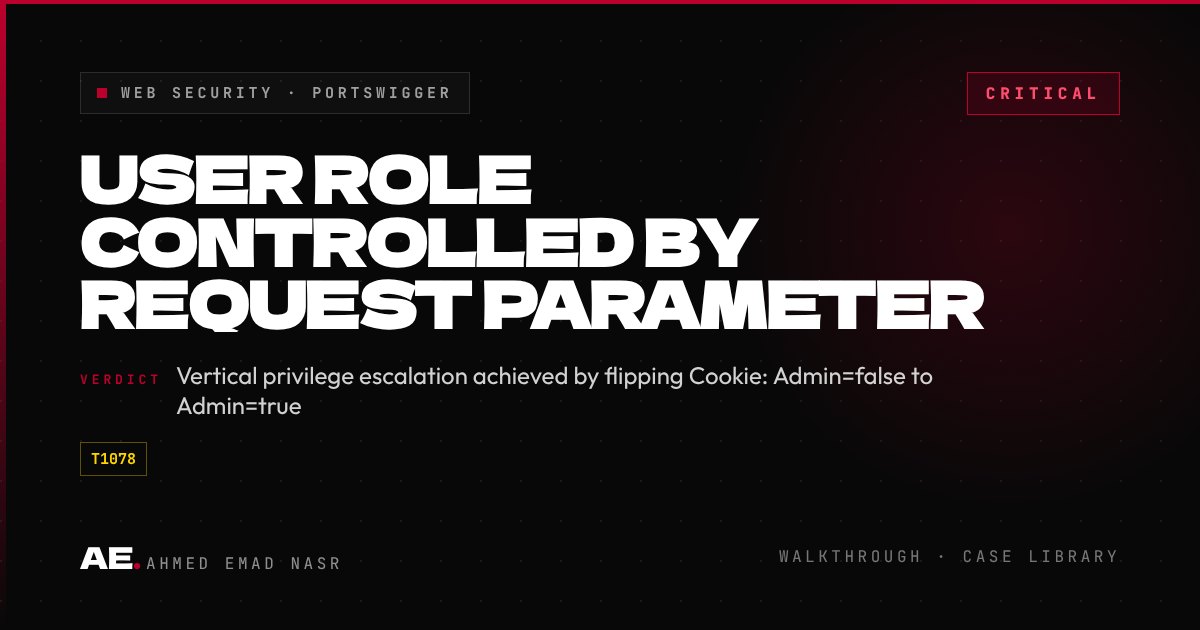 WEB SECURITY · PORTSWIGGER
CRITICAL
USER ROLE
CONTROLLED BY
REQUEST PARAMETER
VERDICT Vertical privilege escalation achieved by flipping Cookie: Admin=false to
Admin=true
T1078
AE. AHMED EMAD NASR
WALKTHROUGH · CASE LIBRARY